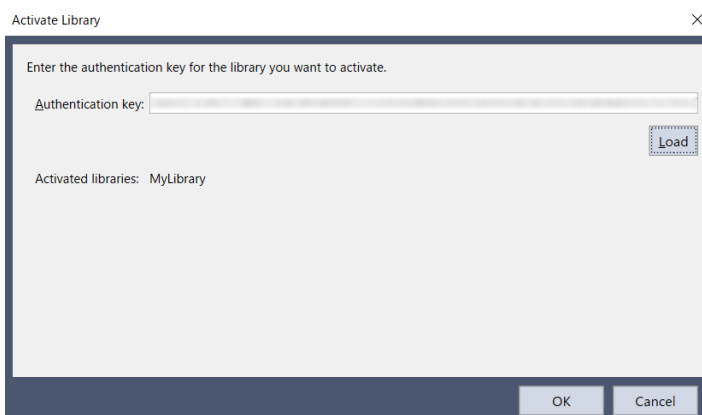 Activate Library
Enter the authentication key for the library you want to activate.
Authentication key:
Load
Activated libraries: MyLibrary
OK Cancel